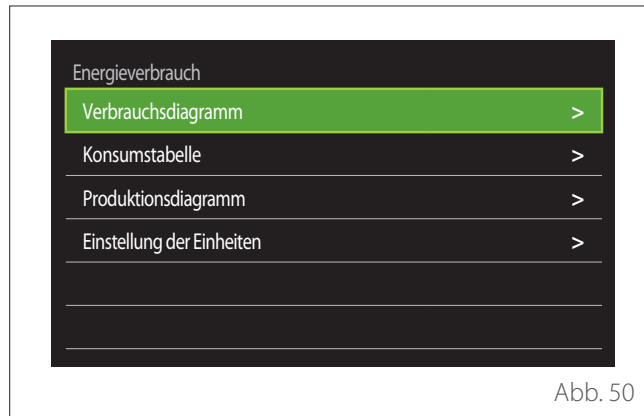 Energieverbrauch
Verbrauchsdiagramm >
Konsumstabelle >
Produktionsdiagramm >
Einstellung der Einheiten >
Abb. 50